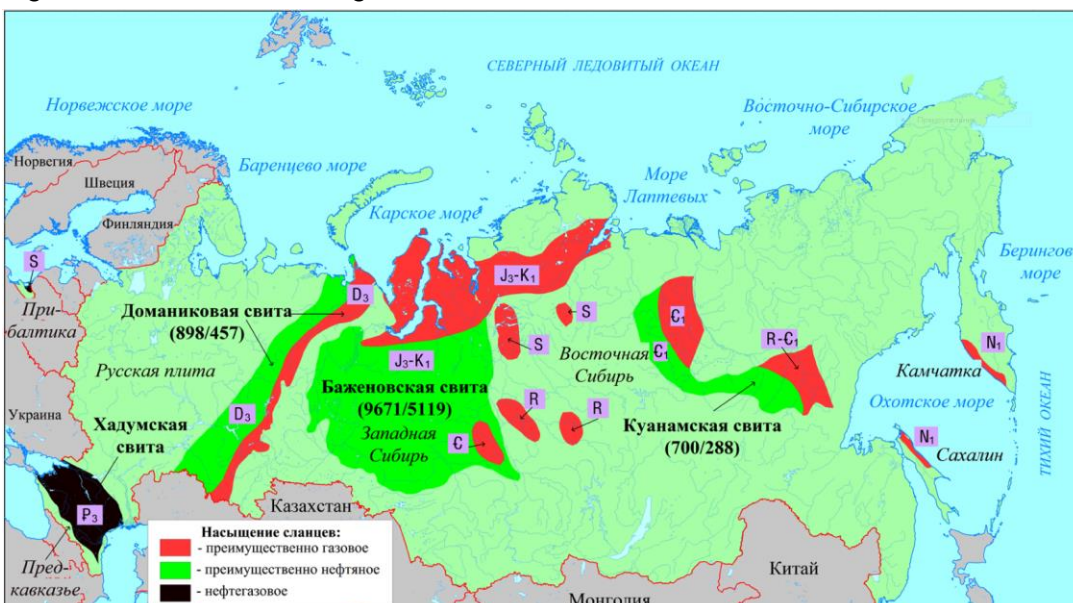 СЕВЕРНЫЙ ЛЕДОВИТЫЙ ОКЕАН
Норвежское море
Восточно-Сибирское
море
Норвегия
Баренцево море
Море
Лаптевых
Швеция
Карское море
Финляндия
Берингово
море
S
J₃-K₁
D₃
При-
балтика
Доманиковая свита
(898/457)
S
S
Є₁
R-Є₁
N₁
J₃-K₁
Восточная
Сибирь
Є₁
Камчатка
Русская плита
Баженовская свита
(9671/5119)
D₃
R
R
Охотское море
Украина
Хадумская
свита
Западная
Сибирь
Є
Куанамская свита
(700/288)
N₁
Сахалин
ТИХИЙ ОКЕАН
P₃
Казахстан
Пред-
кавказье
Насыщение сланцев:
- преимущественно газовое
- преимущественно нефтяное
- нефтегазовое
Китай
Монголия